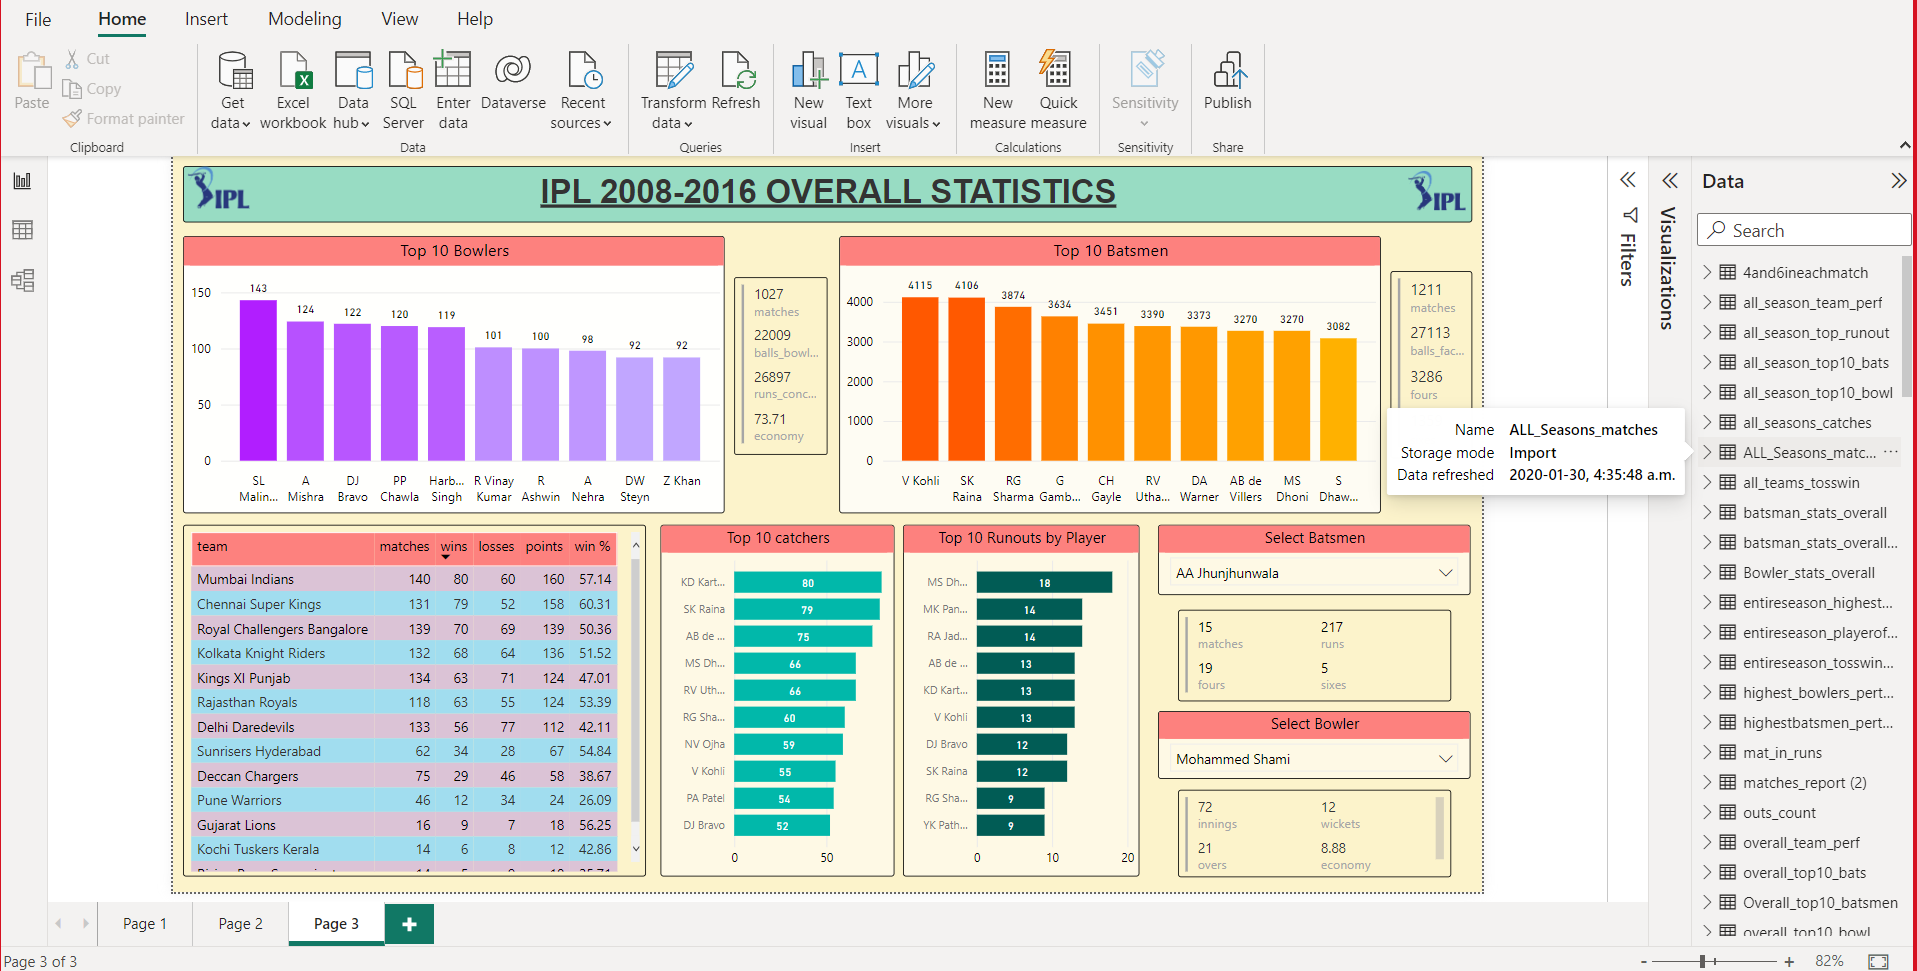 File Home Insert Modeling View Help
Paste
Cut
Copy
Format painter
Clipboard
Get data
Excel workbook
Data hub
SQL Server
Enter data
Dataverse
Recent sources
Data
Transform data
Refresh
Queries
New visual
Text box
More visuals
Insert
New measure
Quick measure
Calculations
Sensitivity
Sensitivity
Publish
Share
IPL
IPL 2008-2016 OVERALL STATISTICS
IPL
Top 10 Bowlers
150
100
50
0
143 124 122 120 119 101 100 98 92 92
SL Malin...
A Mishra
DJ Bravo
PP Chawla
Harb... Singh
R Vinay Kumar
R Ashwin
A Nehra
DW Steyn
Z Khan
1027
matches
22009
balls_bowl...
26897
runs_conc...
73.71
economy
Top 10 Batsmen
4000
3000
2000
1000
0
4115 4106 3874 3634 3451 3390 3373 3270 3270 3082
V Kohli
SK Raina
RG Sharma
G Gamb...
CH Gayle
RV Utha...
DA Warner
AB de Villers
MS Dhoni
S Dhaw...
1211
matches
27113
balls_fac...
3286
fours
Name ALL_Seasons_matches
Storage mode Import
Data refreshed 2020-01-30, 4:35:48 a.m.
team matches wins losses points win %
Mumbai Indians 140 80 60 160 57.14
Chennai Super Kings 131 79 52 158 60.31
Royal Challengers Bangalore 139 70 69 139 50.36
Kolkata Knight Riders 132 68 64 136 51.52
Kings XI Punjab 134 63 71 124 47.01
Rajasthan Royals 118 63 55 124 53.39
Delhi Daredevils 133 56 77 112 42.11
Sunrisers Hyderabad 62 34 28 67 54.84
Deccan Chargers 75 29 46 58 38.67
Pune Warriors 46 12 34 24 26.09
Gujarat Lions 16 9 7 18 56.25
Kochi Tuskers Kerala 14 6 8 12 42.86
Top 10 catchers
KD Kart... 80
SK Raina 79
AB de ... 75
MS Dh... 66
RV Uth... 66
RG Sha... 60
NV Ojha 59
V Kohli 55
PA Patel 54
DJ Bravo 52
0 50
Top 10 Runouts by Player
MS Dh... 18
MK Pan... 14
RA Jad... 14
AB de ... 13
KD Kart... 13
V Kohli 13
DJ Bravo 12
SK Raina 12
RG Sha... 9
YK Path... 9
0 10 20
Select Batsmen
AA Jhunjhunwala
15 217
matches runs
19 5
fours sixes
Select Bowler
Mohammed Shami
72 12
innings wickets
21 8.88
overs economy
Filters
Visualizations
Data
Search
4and6ineachmatch
all_season_team_perf
all_season_top_runout
all_season_top10_bats
all_season_top10_bowl
all_seasons_catches
ALL_Seasons_matc... ...
all_teams_tosswin
batsman_stats_overall
batsman_stats_overall...
Bowler_stats_overall
entireseason_highest...
entireseason_playerof...
entireseason_tosswin...
highest_bowlers_pert...
highestbatsmen_pert...
mat_in_runs
matches_report (2)
outs_count
overall_team_perf
overall_top10_bats
Overall_top10_batsmen
overall_top10_bowl
Page 1 Page 2 Page 3 +
Page 3 of 3
- + 82%